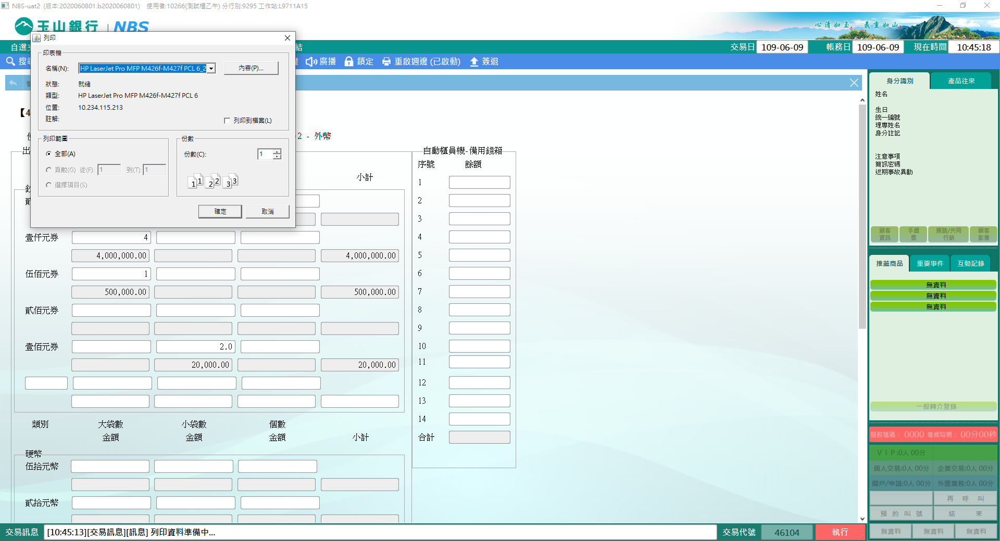 NBS-uat2 (版本:2020060801.b2020060801) 使用者:10266(測試櫃乙午) 分行別:9295 工作站:L9711A15
玉山銀行 | NBS
心清如玉。義重如山。
自選交
結
交易日 109-06-09 帳務日 109-06-09 現在時間 10:45:18
搜尋
廣播 鎖定 重啟週邊 (已啟動) 簽退
列印
印表機
名稱(N): HP LaserJet Pro MFP M426f-M427f PCL 6_2
內容(P)...
狀態: 就緒
類型: HP LaserJet Pro MFP M426f-M427f PCL 6
位置: 10.234.115.213
註解:
列印到檔案(L)
列印範圍
全部(A)
頁數(G) 從(F): 1 到(T): 1
選擇項目(S)
份數
份數(C): 1
1 1 2 2 3 3
確定 取消
【4
2 - 外幣
出
小計
鈔
貳
壹仟元券 4
4,000,000.00 4,000,000.00
伍佰元券 1
500,000.00 500,000.00
貳佰元券
壹佰元券 2.0
20,000.00 20,000.00
類別 大袋數 小袋數 個數
金額 金額 金額 小計
硬幣
伍拾元幣
貳拾元幣
自動櫃員機-備用錢箱
序號 餘額
1
2
3
4
5
6
7
8
9
10
11
12
13
14
合計
身分識別 產品往來
姓名
生日
統一編號
理專姓名
身分註記
注意事項
簡訊密碼
近期事故異動
顧客資訊 手續費 通路/共同行銷 顧客影像
推薦商品 重要事件 互動記錄
無資料
無資料
無資料
一般轉介登錄
服務號碼: 0000 等候時間: 00分00秒
ＶＩＰ:0人 00分
個人交易:0人 00分 企業交易:0人 00分
開戶/申請:0人 00分 外匯業務:0人 00分
再 呼 叫
預 約 叫 號 結 束
無資料 無資料 無資料
交易訊息 [10:45:13][交易訊息][訊息] 列印資料準備中...
交易代號 46104 執行